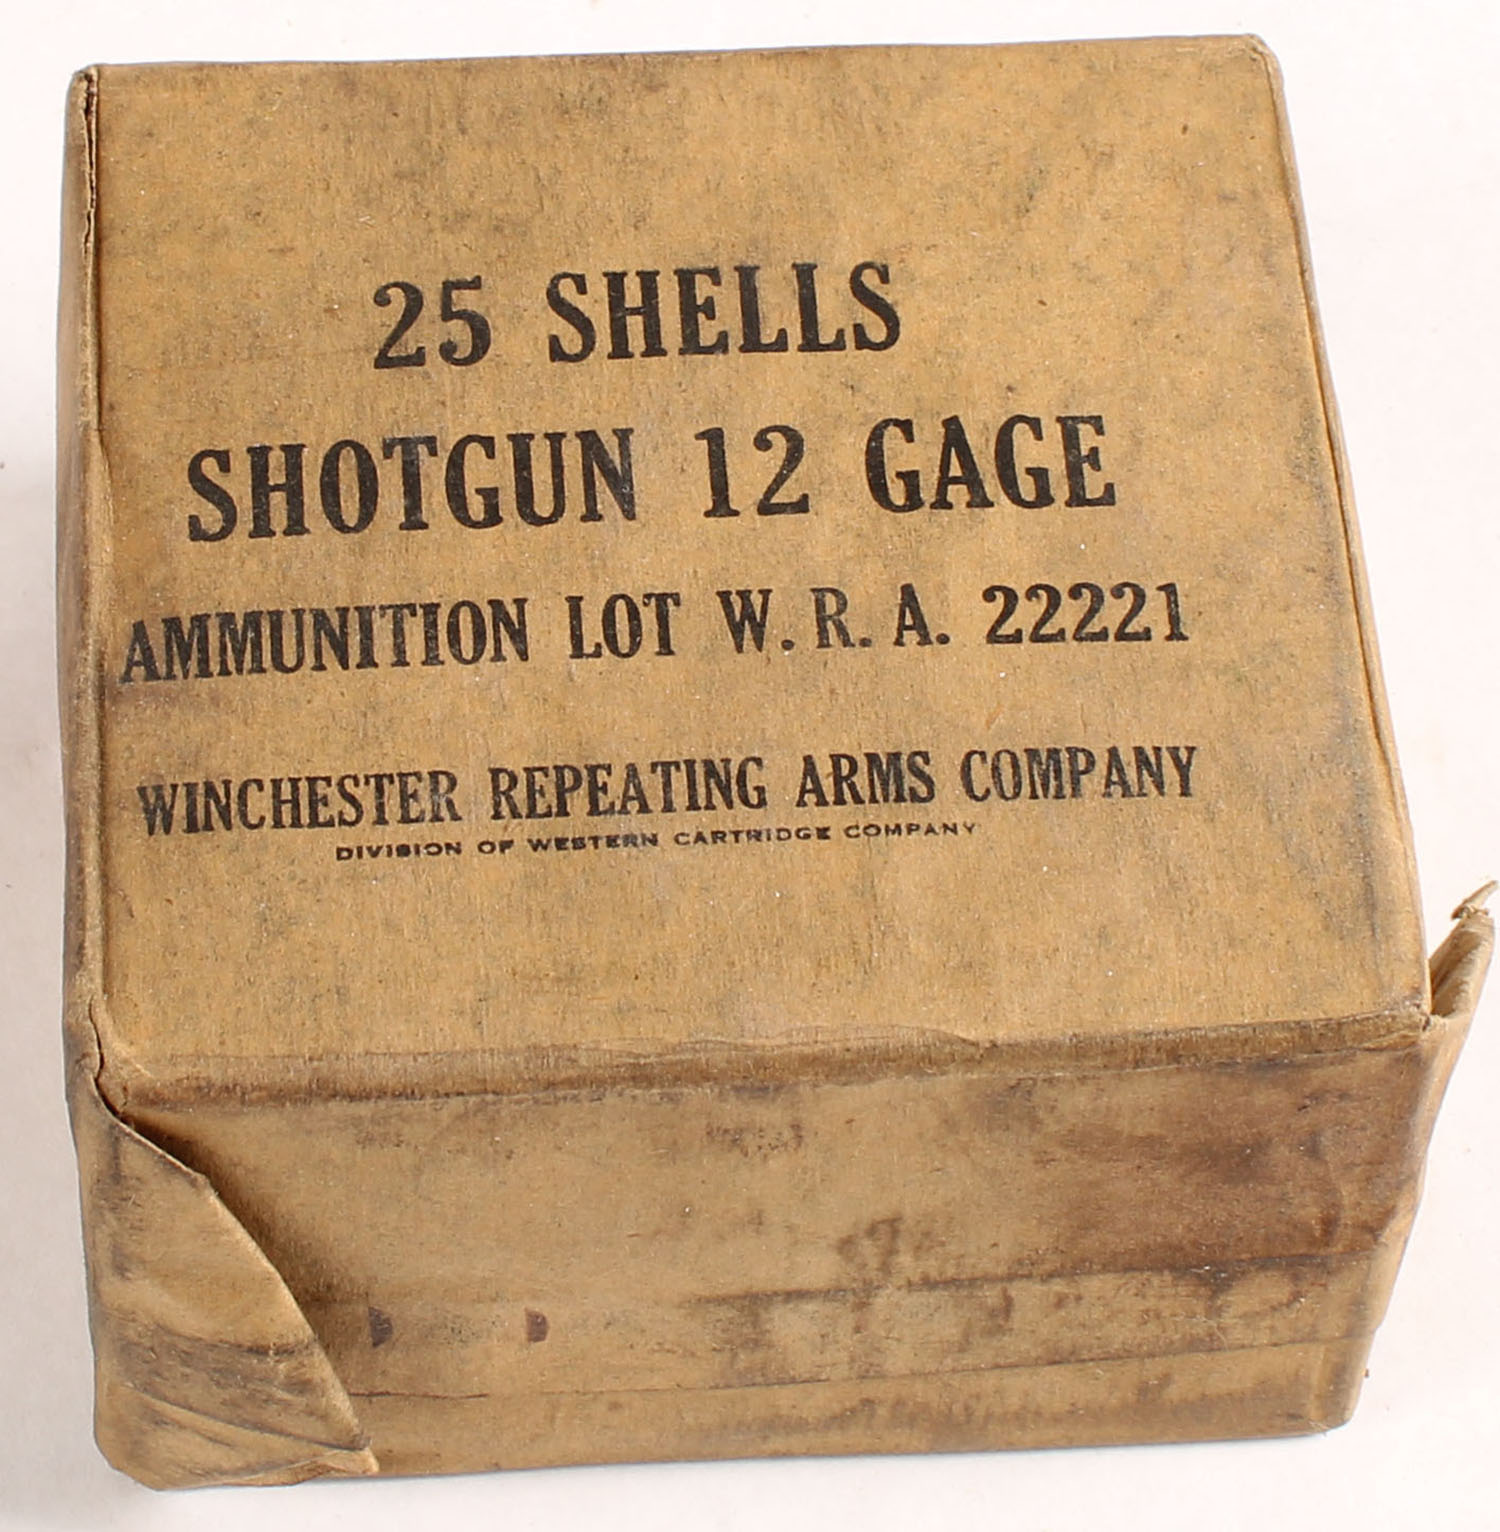 25 SHELLS
SHOTGUN 12 GAGE
AMMUNITION LOT W. R. A. 22221
WINCHESTER REPEATING ARMS COMPANY
DIVISION OF WESTERN CARTRIDGE COMPANY